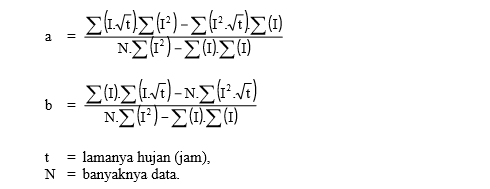 a = ∑(I.√t).∑(I²) – ∑(I².√t).∑(I) / N.∑(I²) – ∑(I).∑(I)
b = ∑(I).∑(I.√t) – N.∑(I².√t) / N.∑(I²) – ∑(I).∑(I)
t = lamanya hujan (jam),
N = banyaknya data.